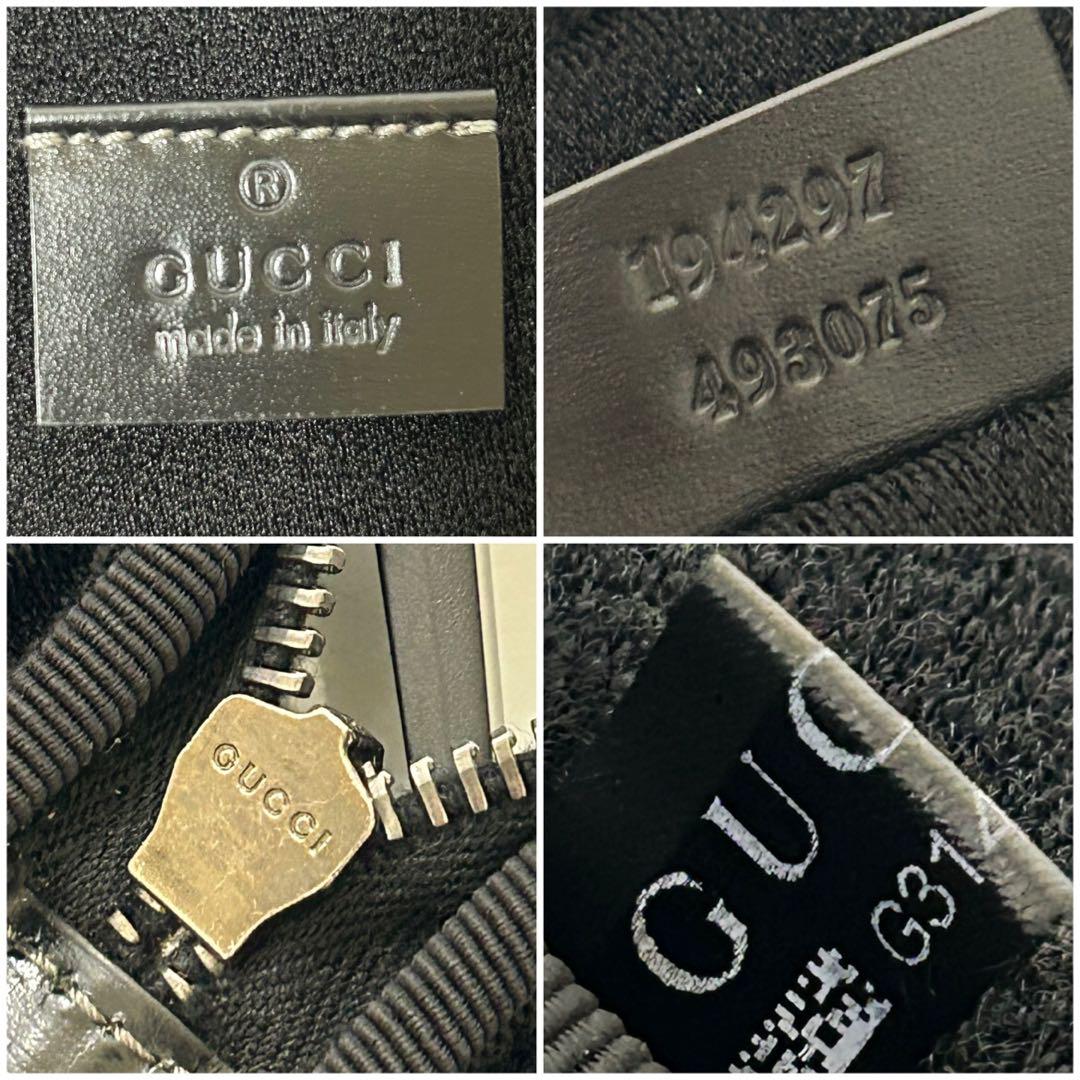 ®
GUCCI
made in italy
194297
493075
GUCCI
GUC
G31